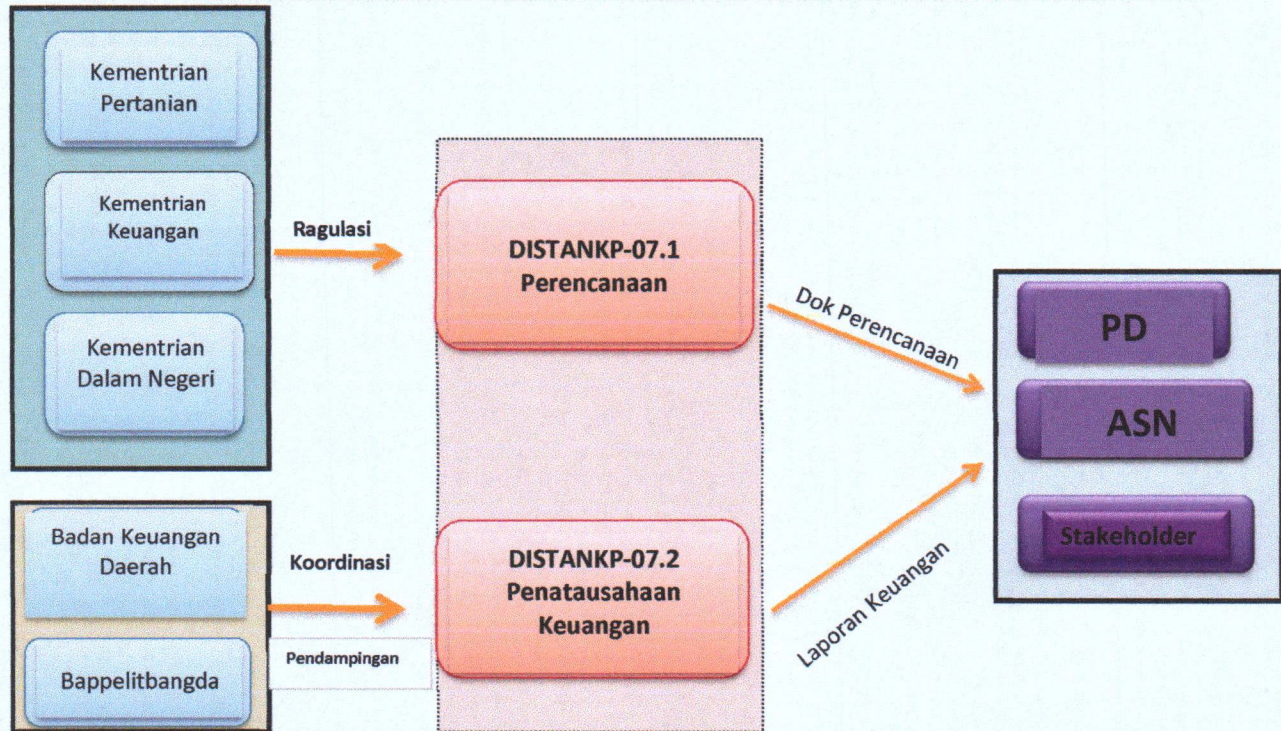 Kementrian
Pertanian
Kementrian
Keuangan
Kementrian
Dalam Negeri
Ragulasi
DISTANKP-07.1
Perencanaan
Dok Perencanaan
PD
ASN
Stakeholder
Badan Keuangan
Daerah
Bappelitbangda
Koordinasi
Pendampingan
DISTANKP-07.2
Penatausahaan
Keuangan
Laporan Keuangan